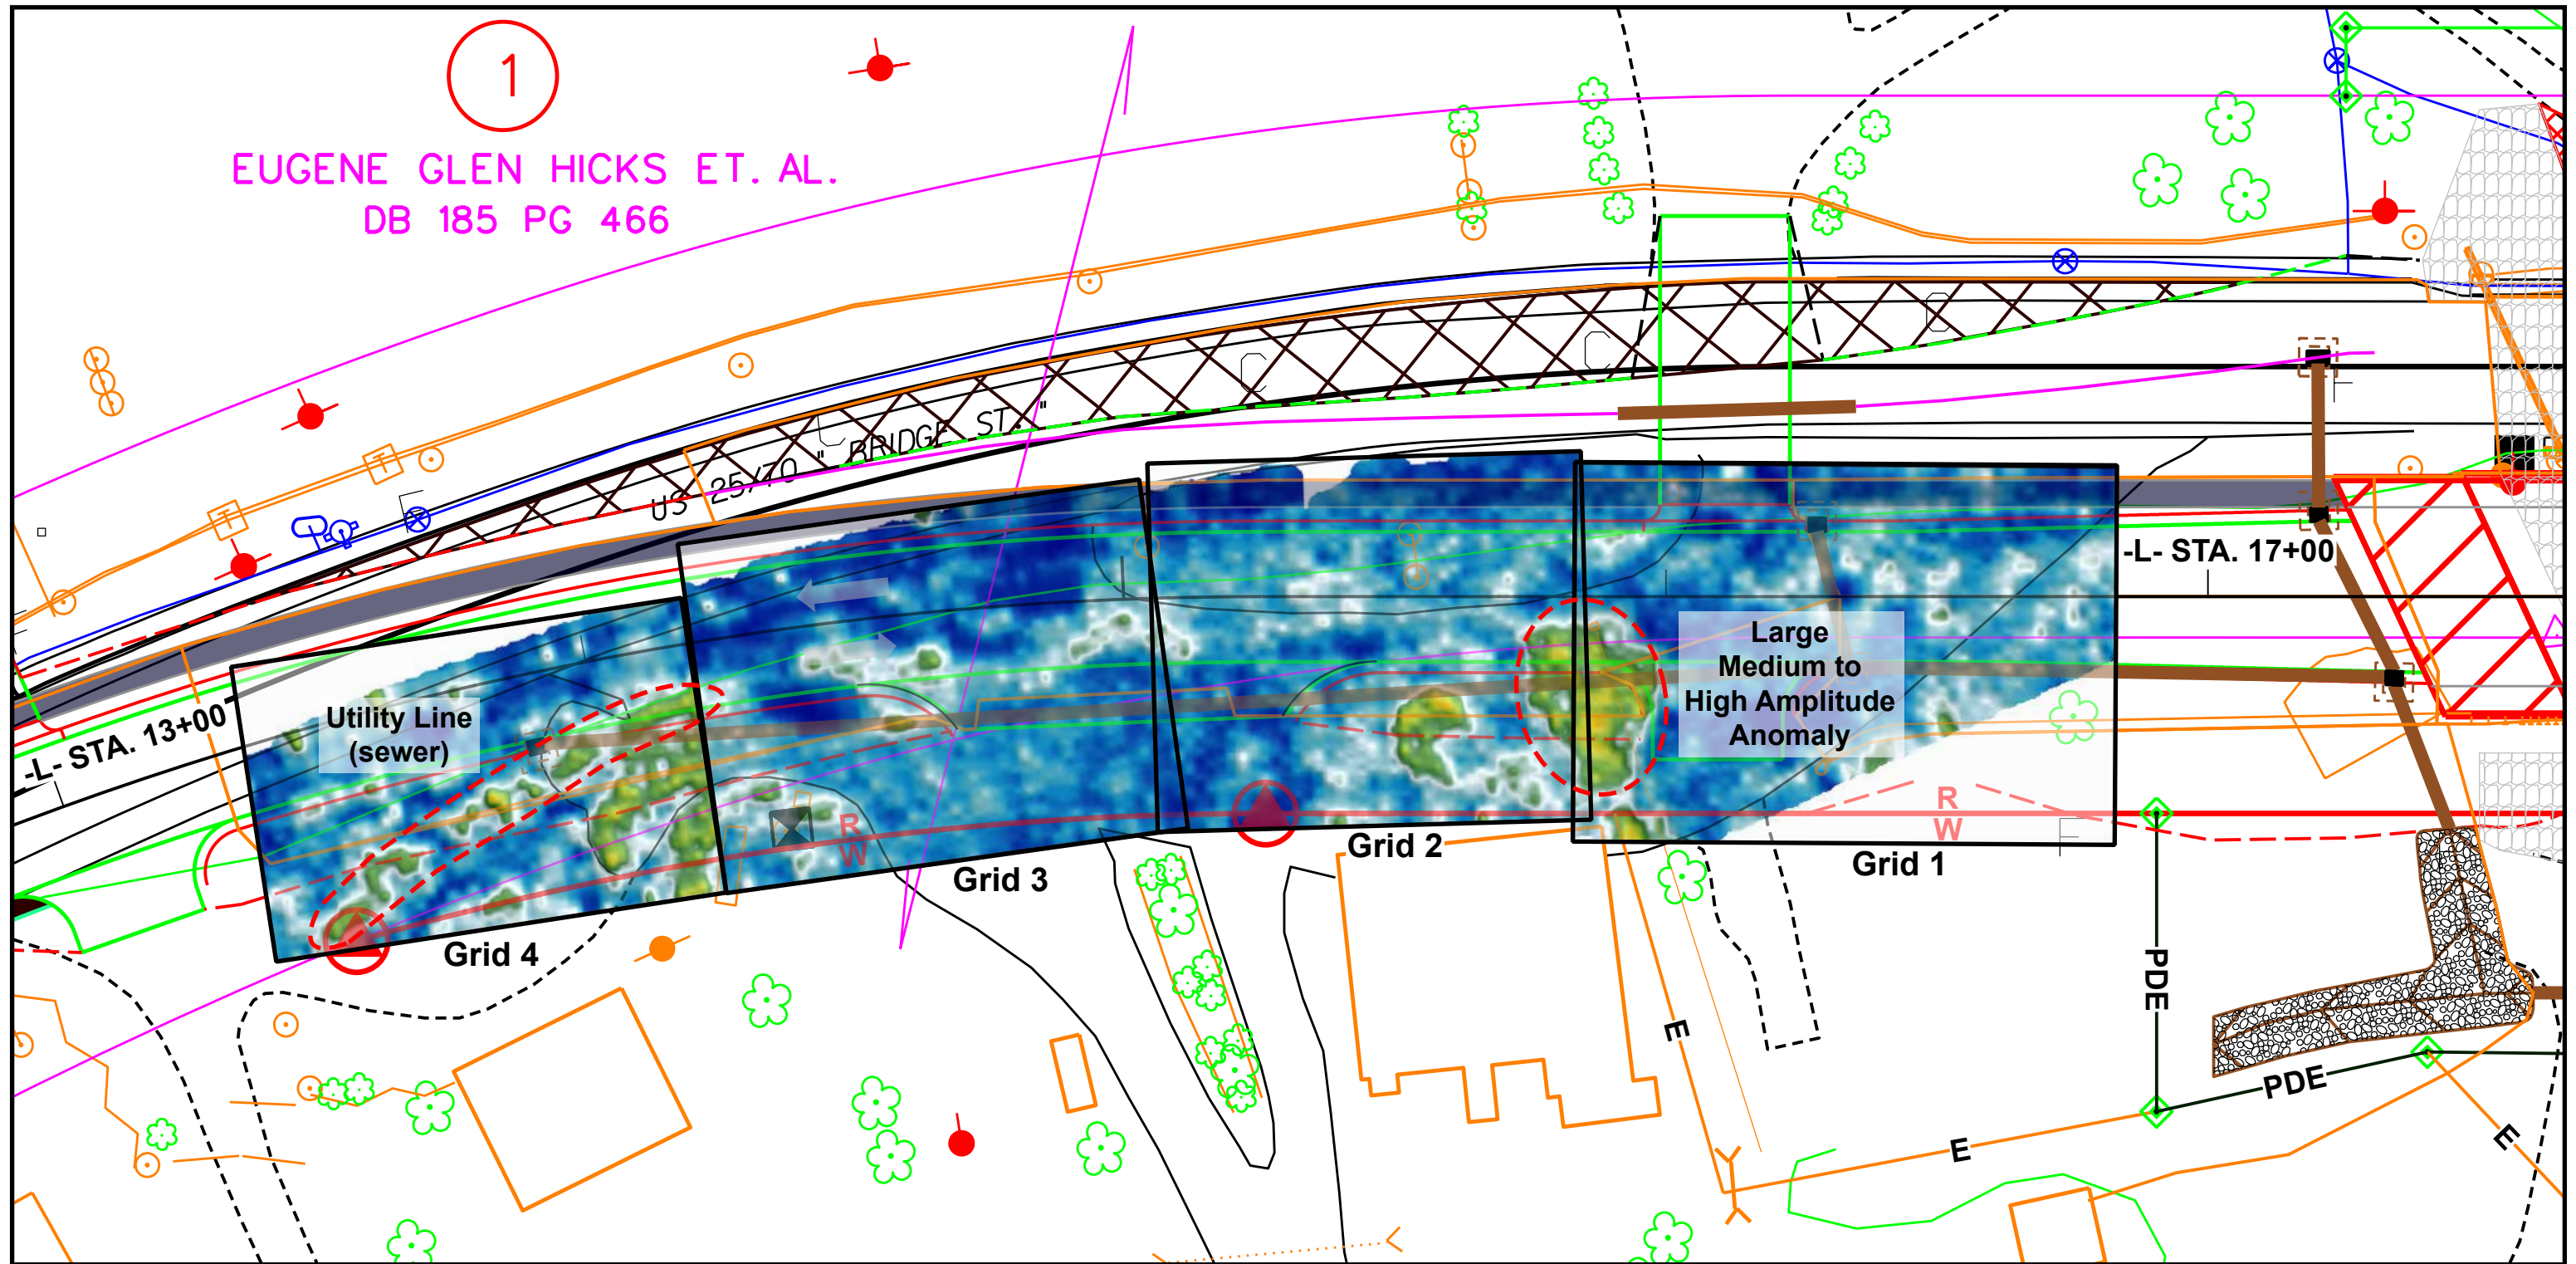 1
EUGENE GLEN HICKS ET. AL.
DB 185 PG 466
US 25/70 " BRIDGE ST. "
C
C
C
C
T
T
-L- STA. 17+00
-L- STA. 13+00
Utility Line
(sewer)
Large
Medium to
High Amplitude
Anomaly
R
W
R
W
Grid 4
Grid 3
Grid 2
Grid 1
PDE
PDE
E
E
E